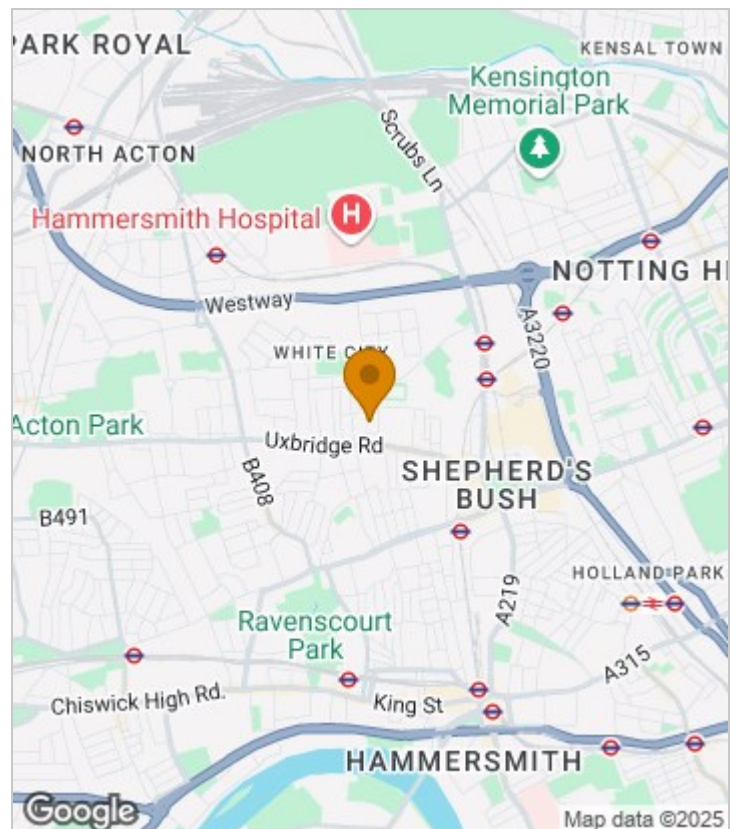 PARK ROYAL
KENSAL TOWN
Kensington
Memorial Park
Scrubs Ln
NORTH ACTON
Hammersmith Hospital
H
NOTTING HI
Westway
A3220
WHITE CITY
Acton Park
Uxbridge Rd
SHEPHERD'S
BUSH
B408
B491
HOLLAND PARK
A219
Ravenscourt
Park
A315
Chiswick High Rd.
King St
HAMMERSMITH
Google
Map data ©2025